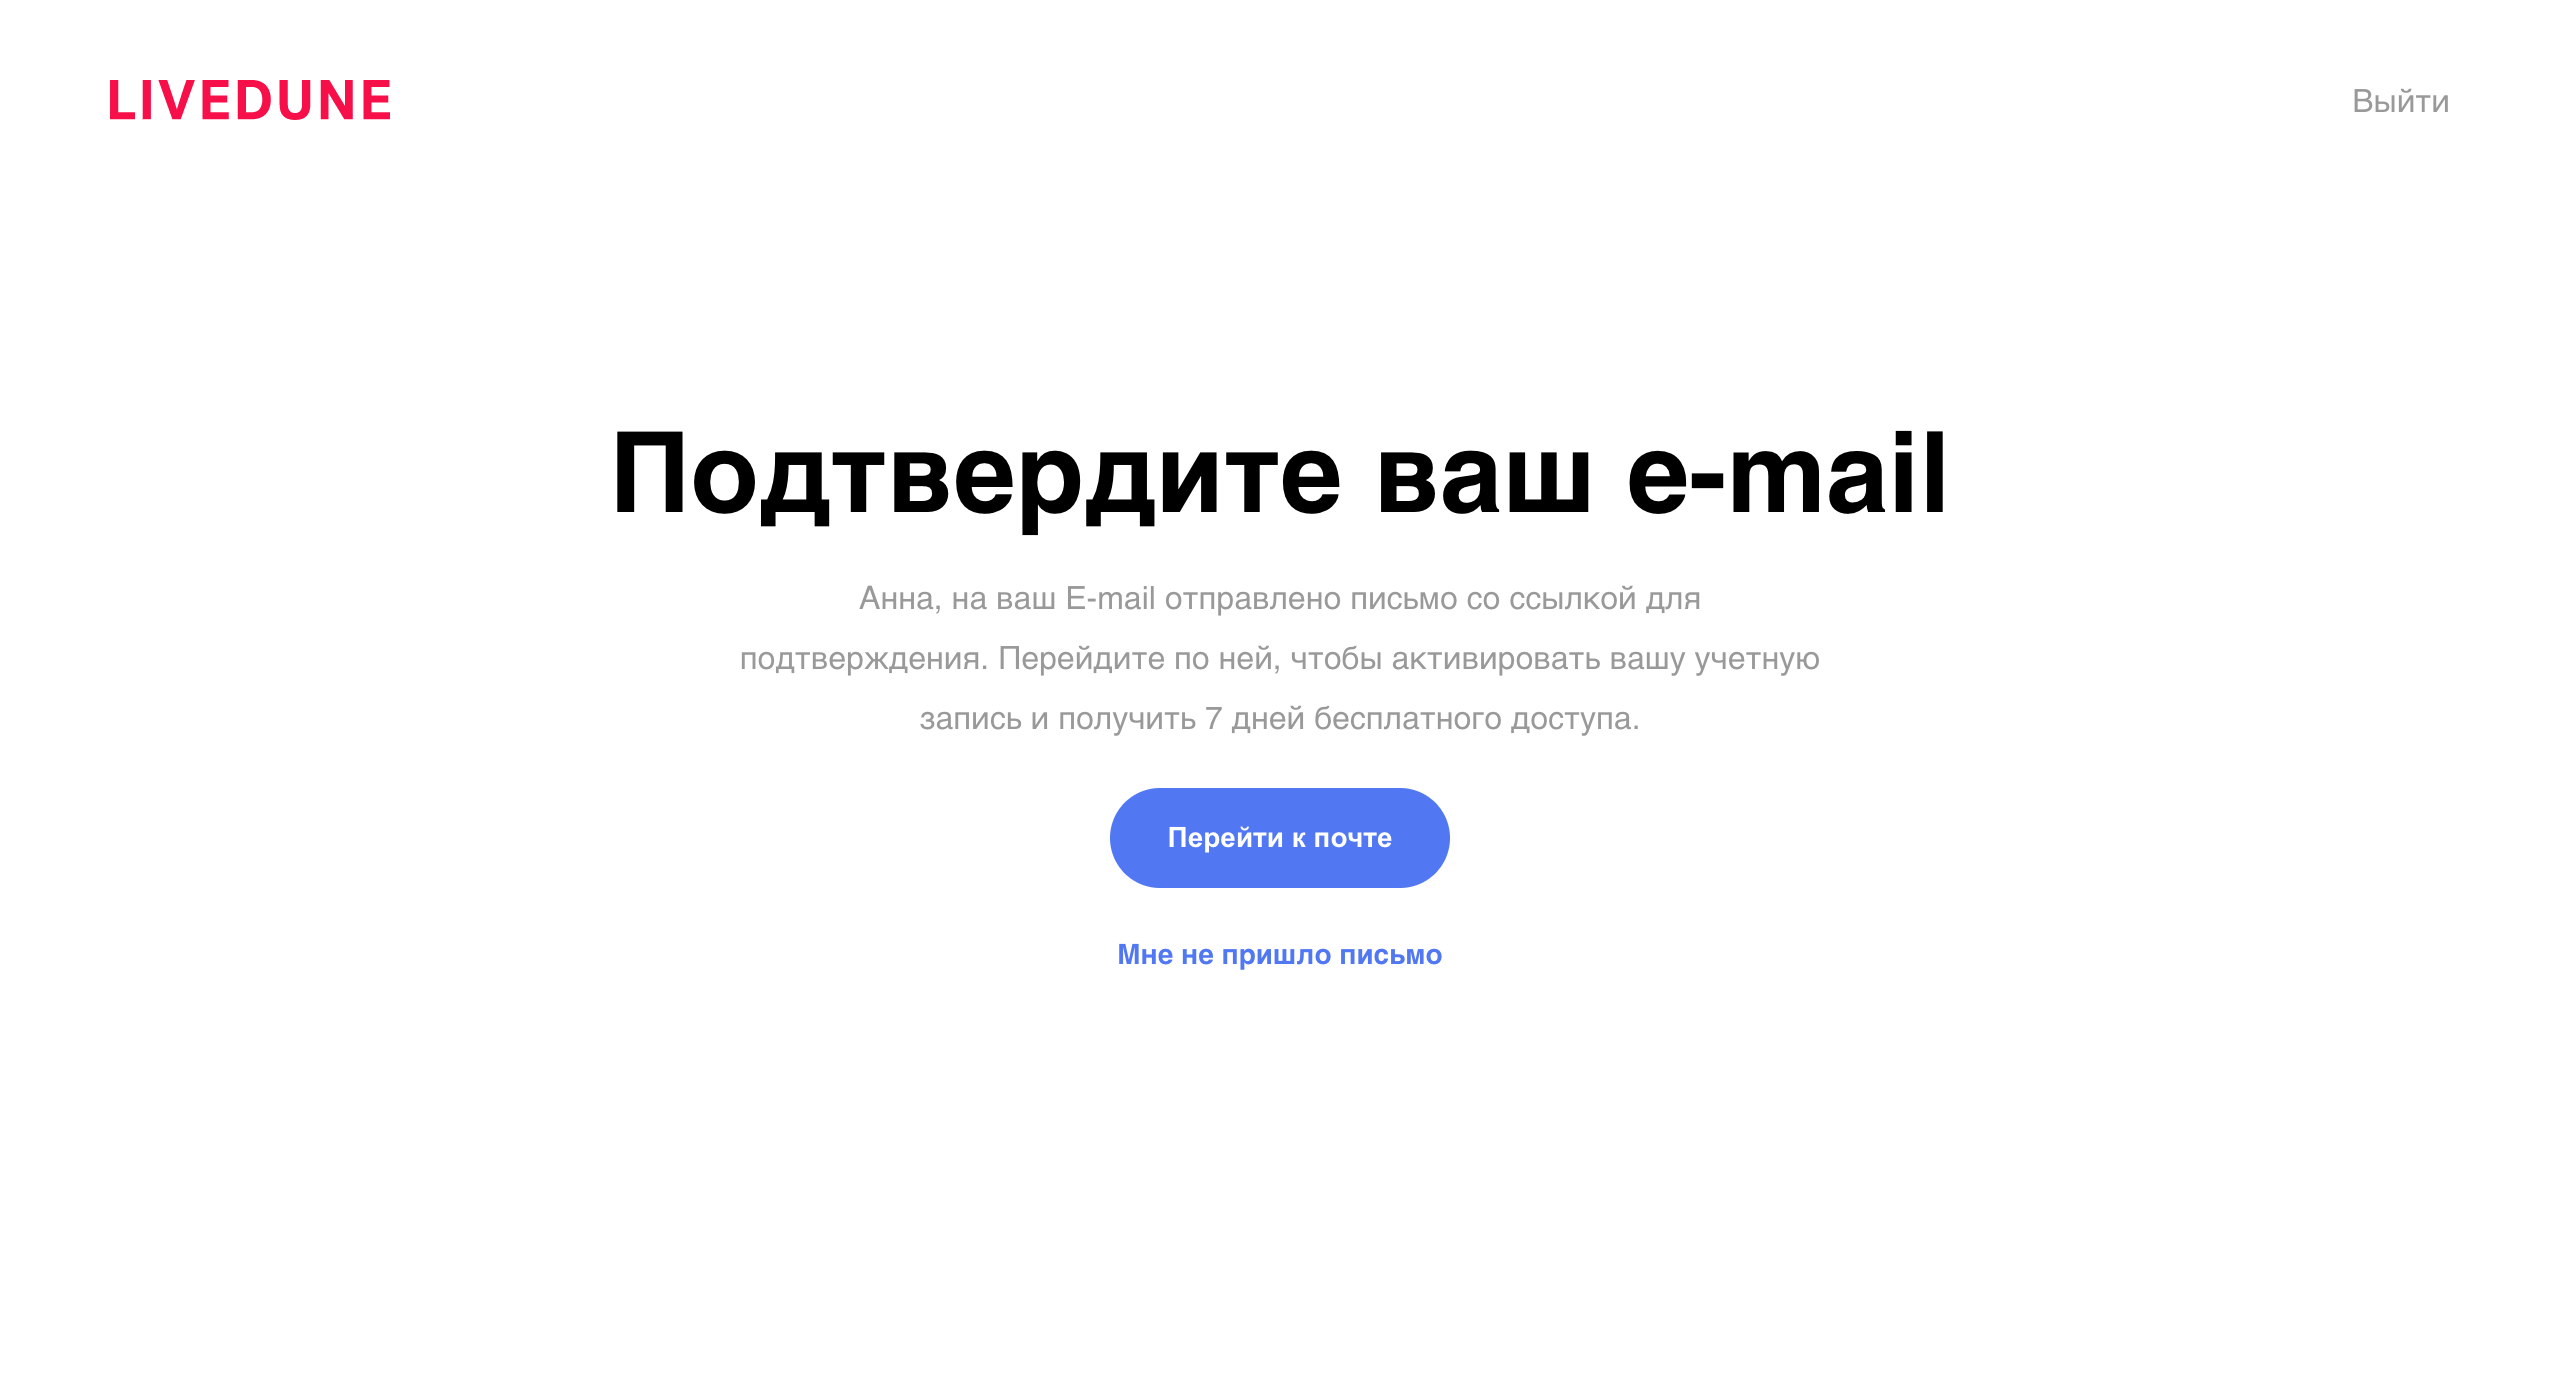 LIVEDUNE
Выйти
Подтвердите ваш e-mail
Анна, на ваш E-mail отправлено письмо со ссылкой для
подтверждения. Перейдите по ней, чтобы активировать вашу учетную
запись и получить 7 дней бесплатного доступа.
Перейти к почте
Мне не пришло письмо